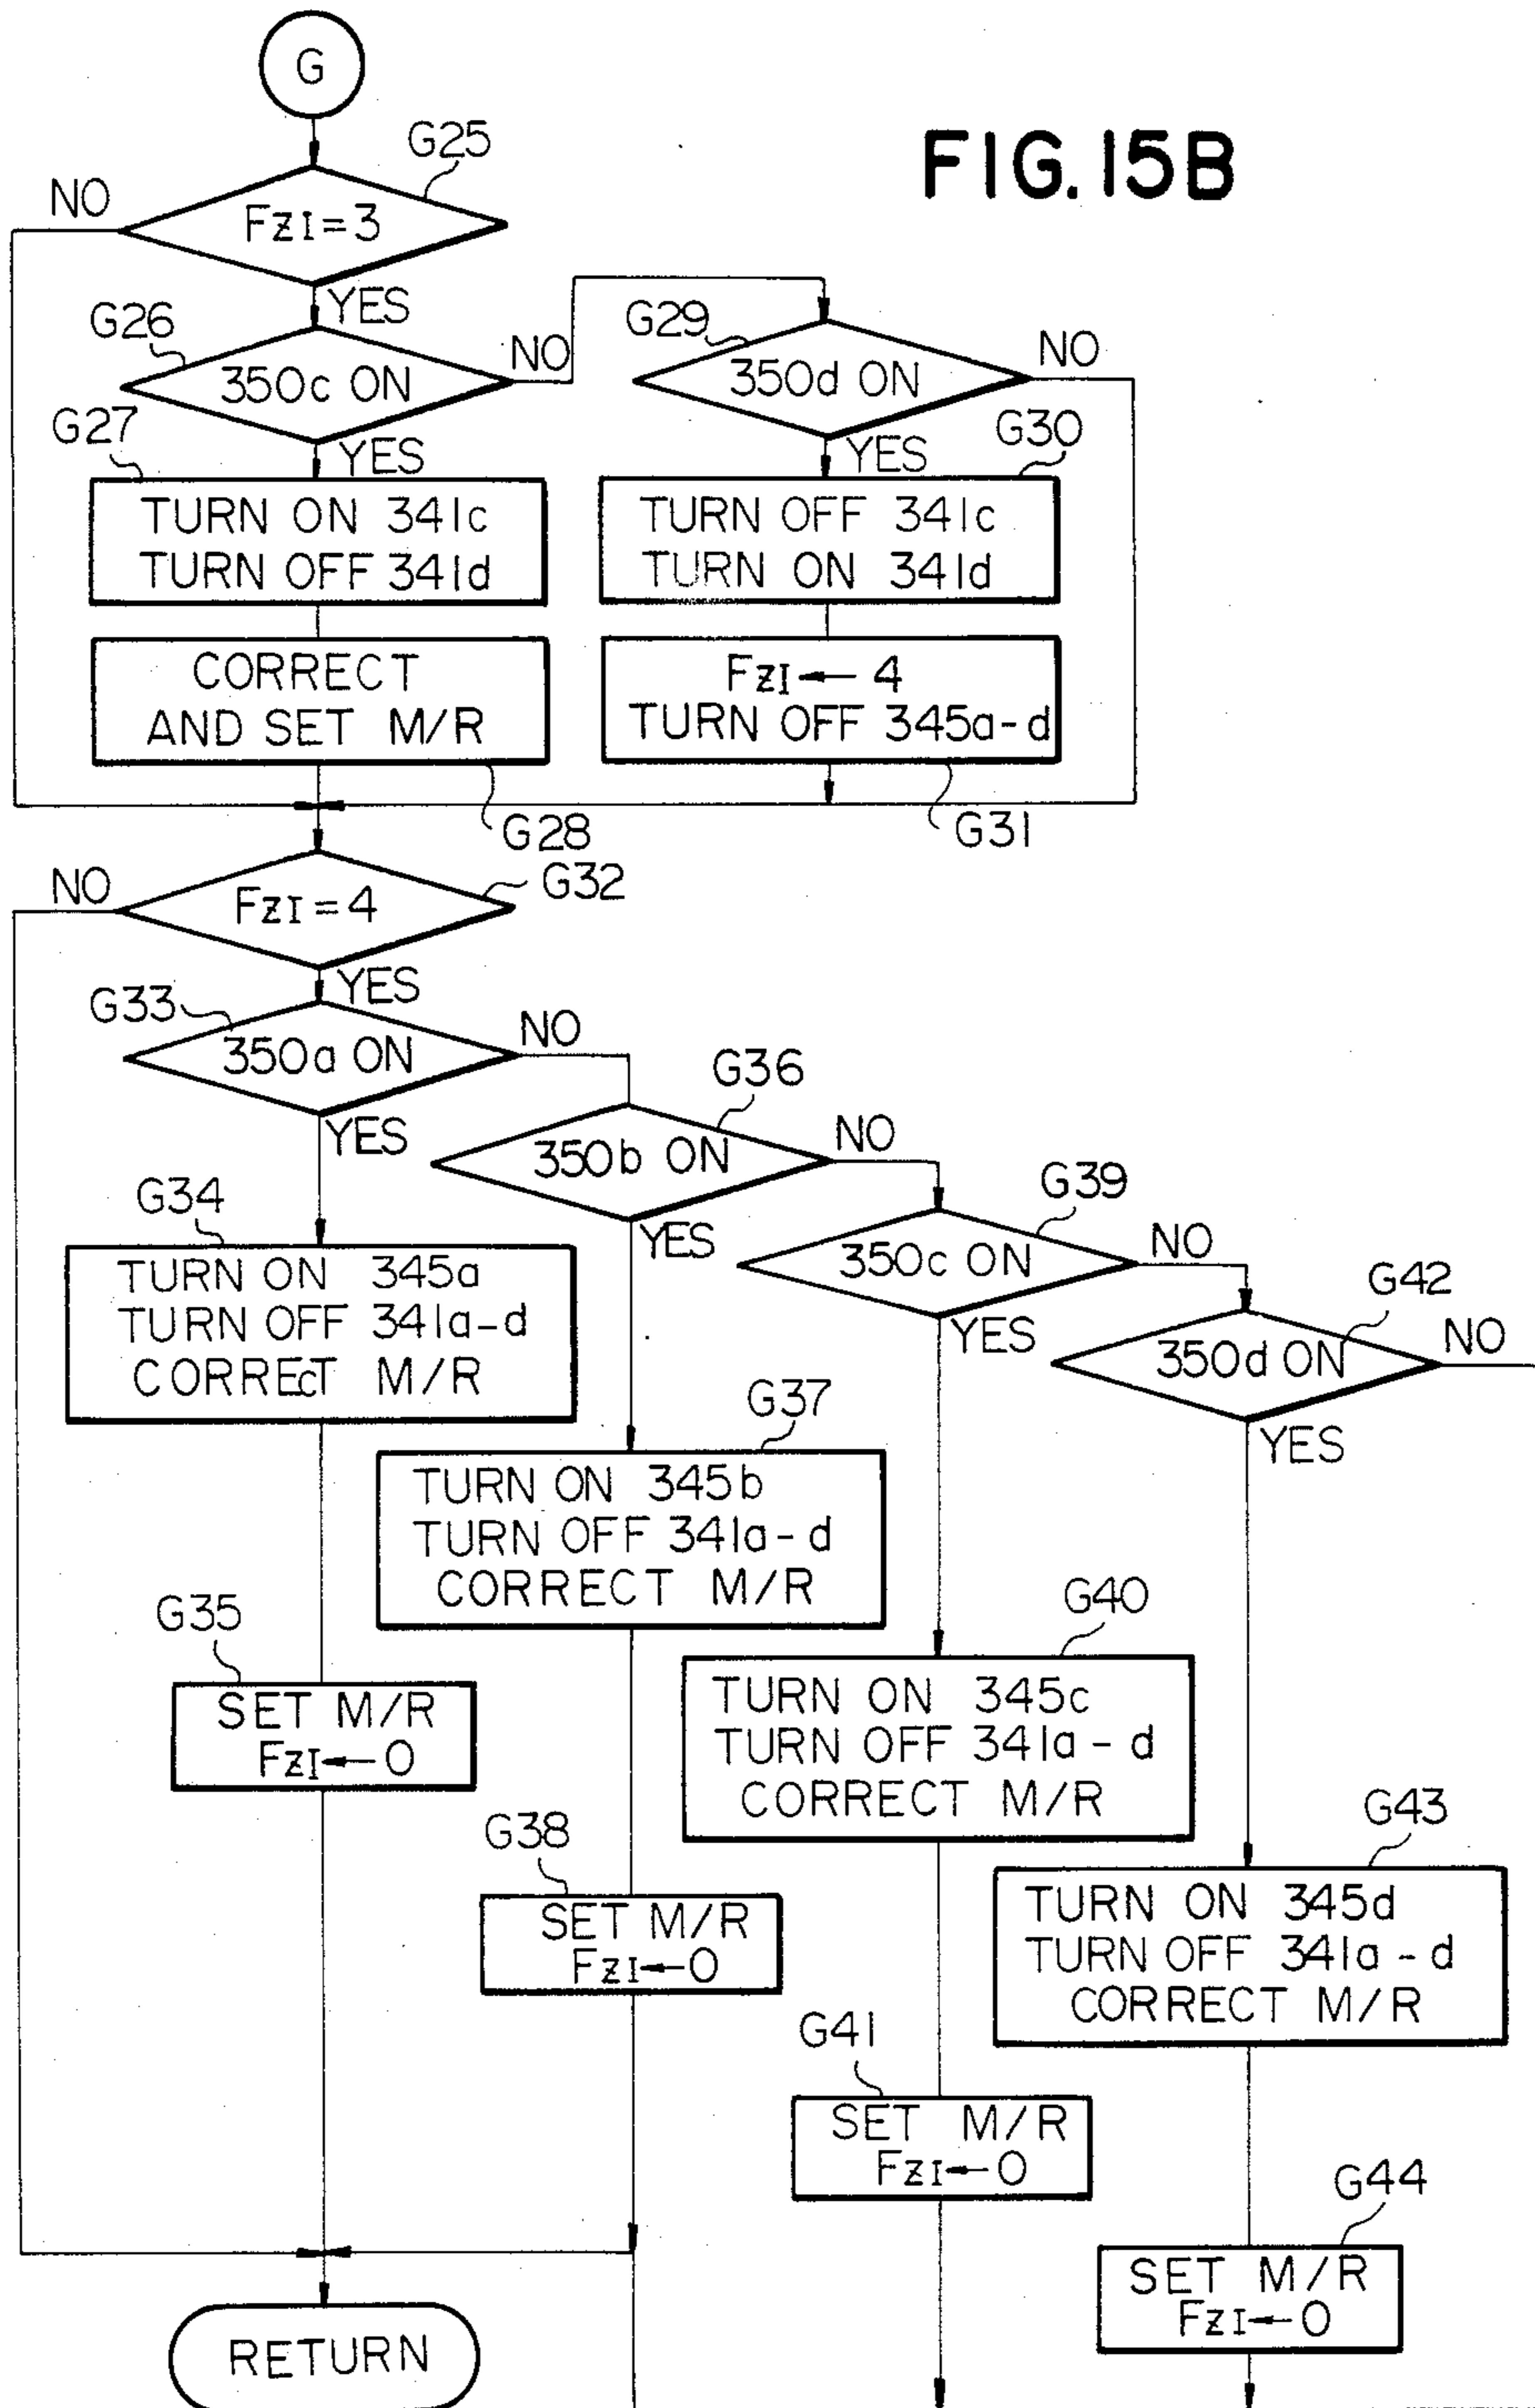 G
FIG. 15B
G25
NO
FZI=3
YES
G26
NO
G29
NO
350c ON
350d ON
G27
YES
YES
G30
TURN ON 341c
TURN OFF 341d
TURN OFF 341c
TURN ON 341d
CORRECT
AND SET M/R
FZI ← 4
TURN OFF 345a-d
G28
G31
NO
G32
FZI=4
YES
G33
NO
350a ON
G36
YES
NO
350b ON
G39
G34
YES
NO
350c ON
G42
TURN ON 345a
TURN OFF 341a-d
CORRECT M/R
YES
NO
350d ON
G37
YES
TURN ON 345b
TURN OFF 341a-d
CORRECT M/R
G35
G40
SET M/R
FZI←0
TURN ON 345c
TURN OFF 341a-d
CORRECT M/R
G38
G43
SET M/R
FZI←0
TURN ON 345d
TURN OFF 341a-d
CORRECT M/R
G41
SET M/R
FZI←0
G44
SET M/R
FZI←0
RETURN